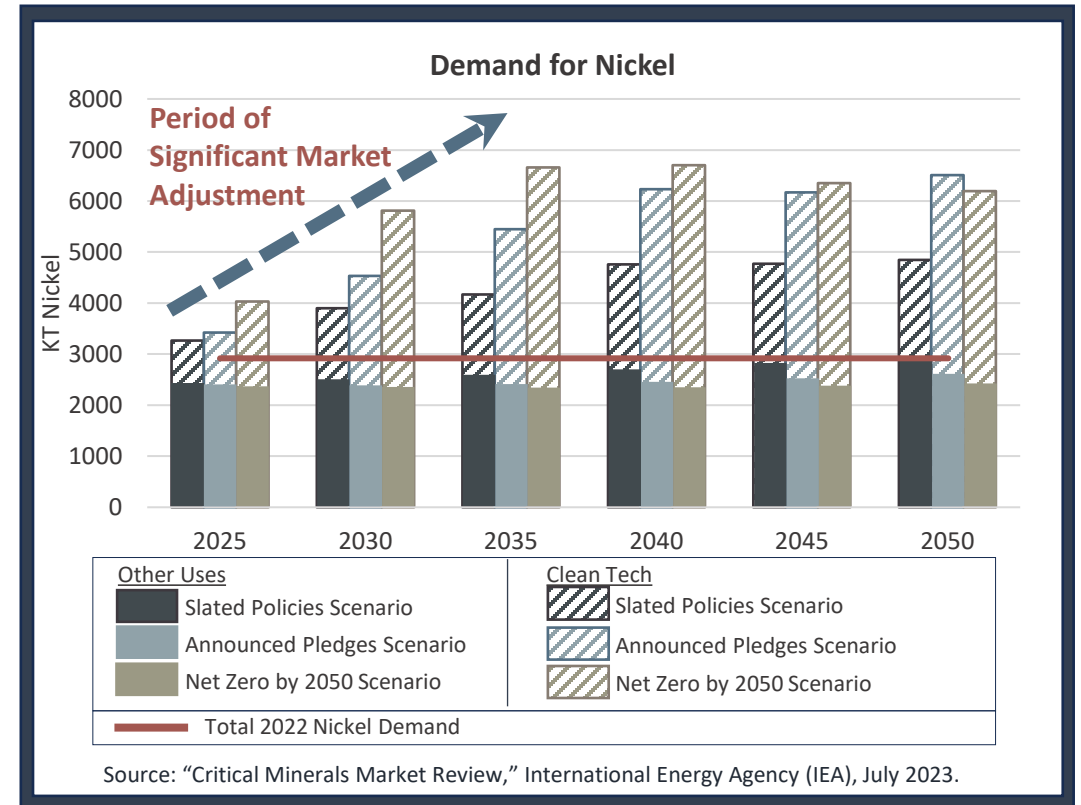 Demand for Nickel
8000
7000
6000
5000
4000
3000
2000
1000
0
KT Nickel
Period of
Significant Market
Adjustment
2025 2030 2035 2040 2045 2050
Other Uses
Slated Policies Scenario
Announced Pledges Scenario
Net Zero by 2050 Scenario
Clean Tech
Slated Policies Scenario
Announced Pledges Scenario
Net Zero by 2050 Scenario
Total 2022 Nickel Demand
Source: “Critical Minerals Market Review,” International Energy Agency (IEA), July 2023.